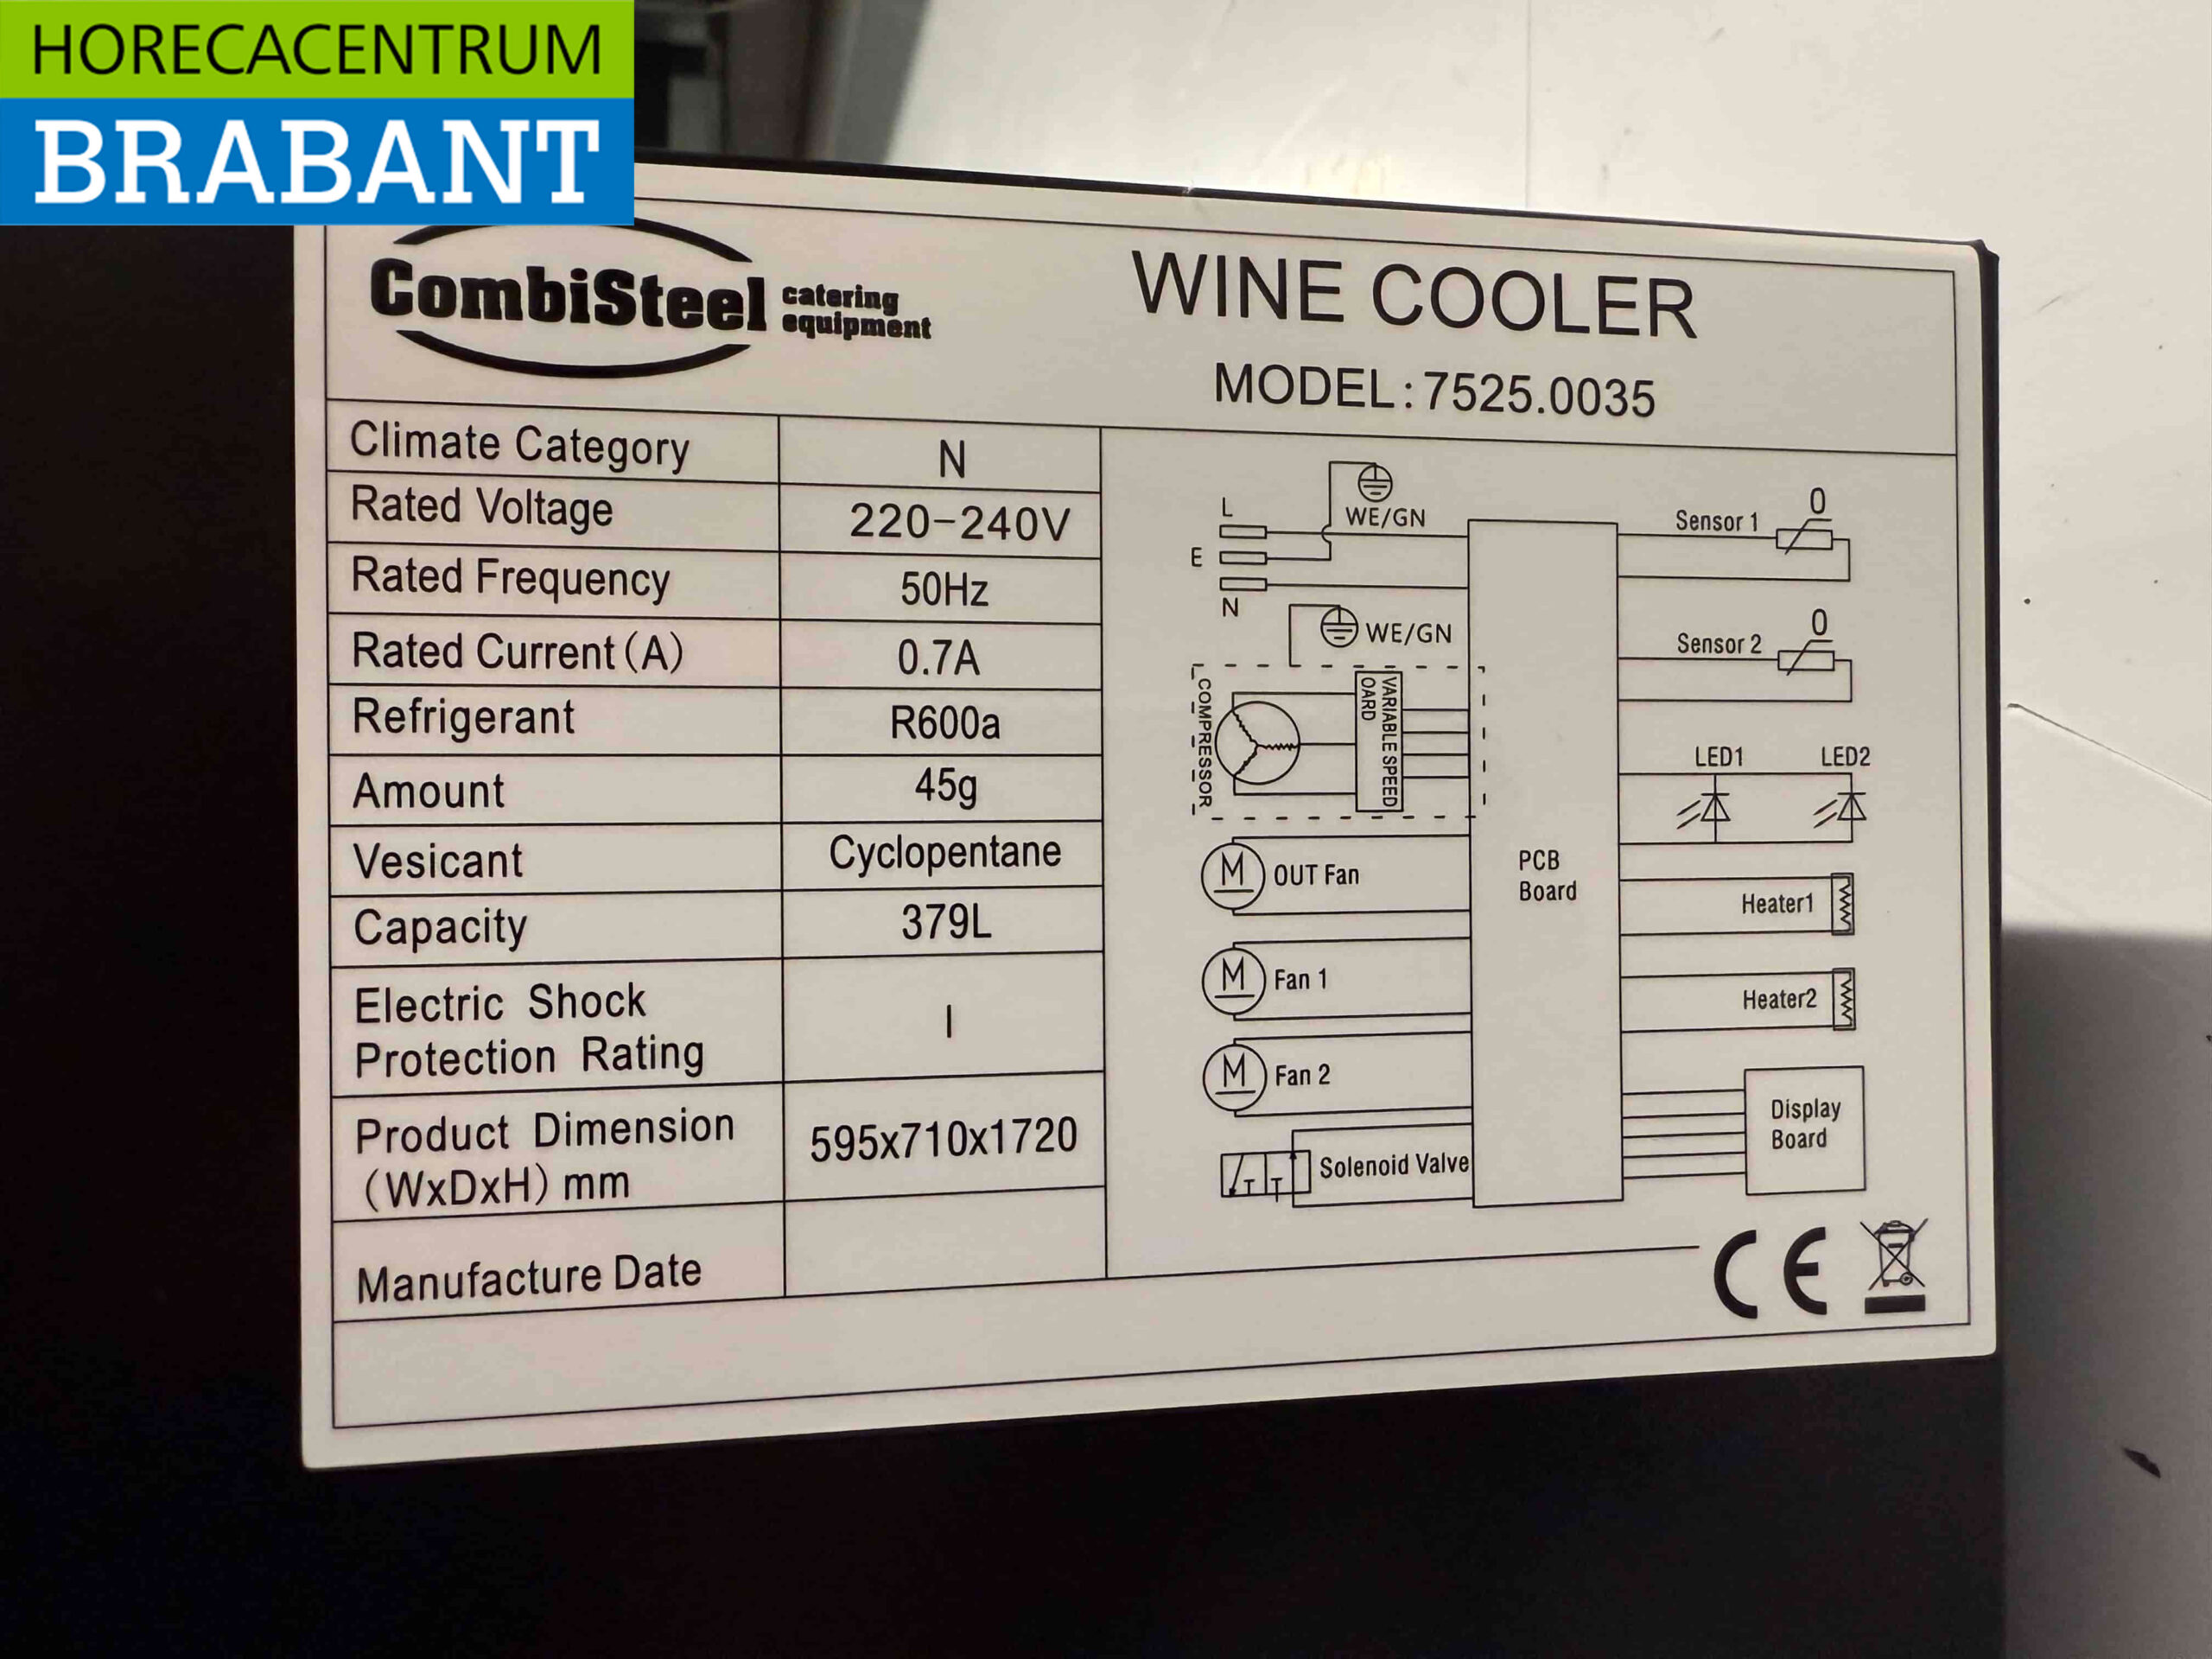 HORECACENTRUM
BRABANT
CombiSteel catering equipment
WINE COOLER
MODEL: 7525.0035
Climate Category N
Rated Voltage 220-240V
Rated Frequency 50Hz
Rated Current (A) 0.7A
Refrigerant R600a
Amount 45g
Vesicant Cyclopentane
Capacity 379L
Electric Shock
Protection Rating I
Product Dimension
(WxDxH) mm 595x710x1720
Manufacture Date
L
E
N
WE/GN
WE/GN
COMPRESSOR
VARIABLE SPEED
OARD
M OUT Fan
M Fan 1
M Fan 2
Solenoid Valve
PCB
Board
Sensor 1 0
Sensor 2 0
LED1 LED2
Heater1
Heater2
Display
Board
CE